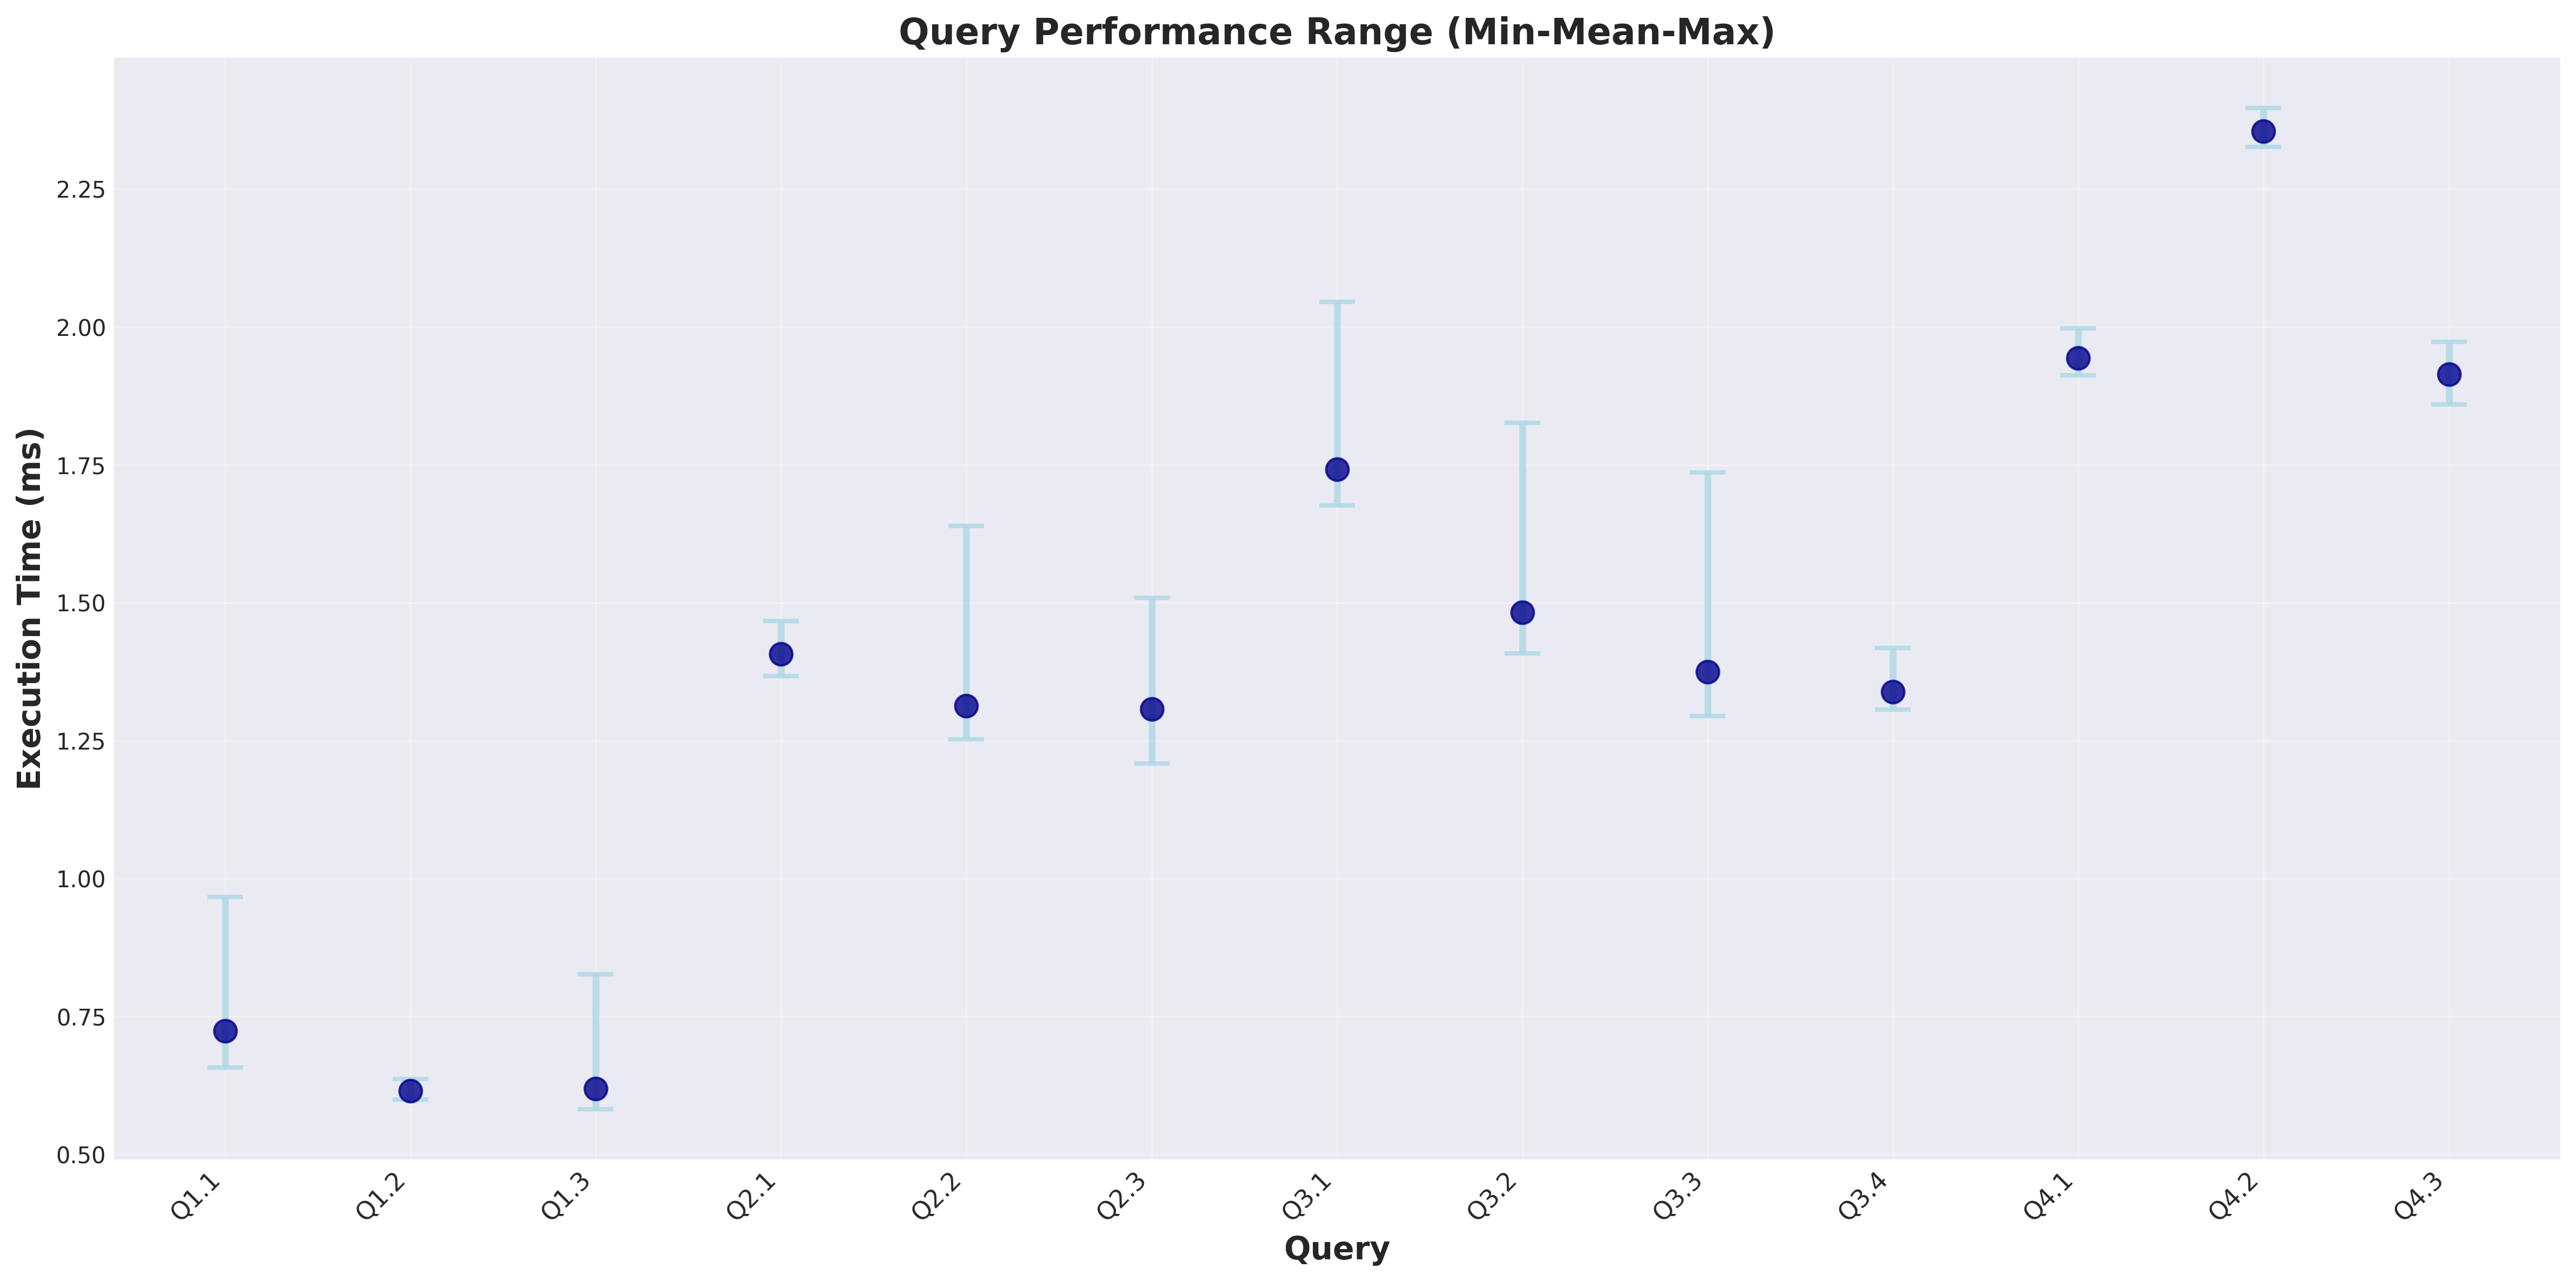 Query Performance Range (Min-Mean-Max)
Execution Time (ms)
2.25
2.00
1.75
1.50
1.25
1.00
0.75
0.50
Q1.1 Q1.2 Q1.3 Q2.1 Q2.2 Q2.3 Q3.1 Q3.2 Q3.3 Q3.4 Q4.1 Q4.2 Q4.3
Query